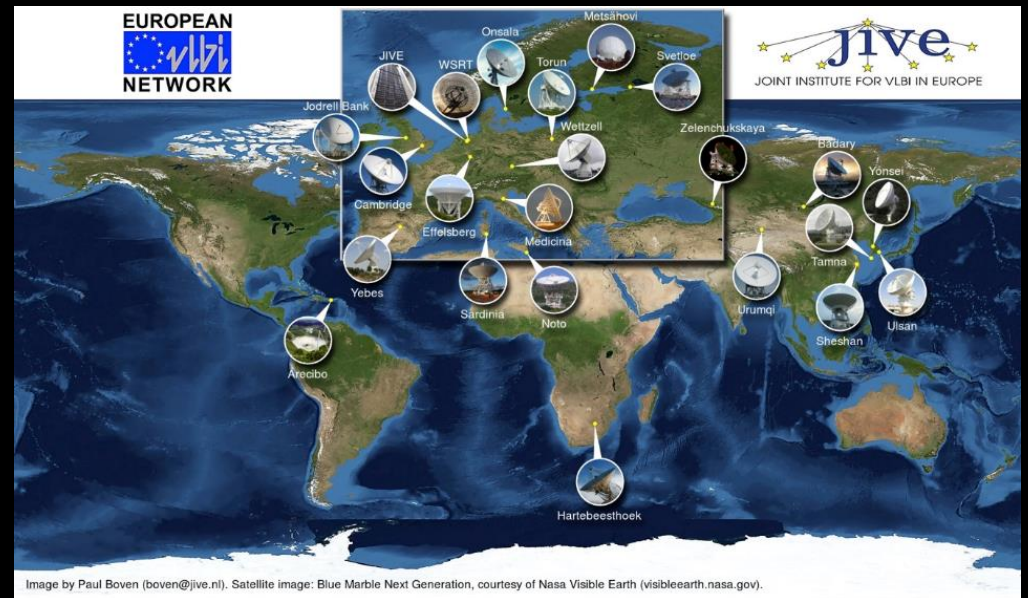 EUROPEAN
vlbi
NETWORK
JIVE
JOINT INSTITUTE FOR VLBI IN EUROPE
Metsähovi
Onsala
JIVE
WSRT
Torun
Svetloe
Jodrell Bank
Wettzell
Zelenchukskaya
Badary
Yonsei
Cambridge
Effelsberg
Medicina
Tamna
Yebes
Sardinia
Noto
Urumqi
Ulsan
Sheshan
Arecibo
Hartebeesthoek
Image by Paul Boven (boven@jive.nl). Satellite image: Blue Marble Next Generation, courtesy of Nasa Visible Earth (visibleearth.nasa.gov).